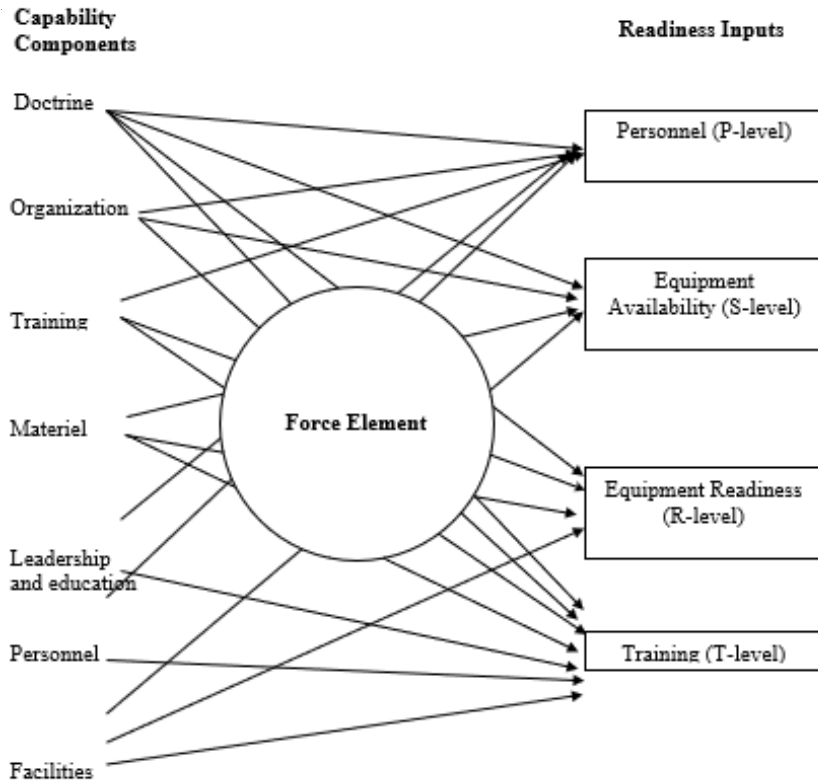 Capability
Components
Readiness Inputs
Doctrine
Personnel (P-level)
Organization
Equipment
Availability (S-level)
Training
Materiel
Force Element
Equipment Readiness
(R-level)
Leadership
and education
Personnel
Training (T-level)
Facilities